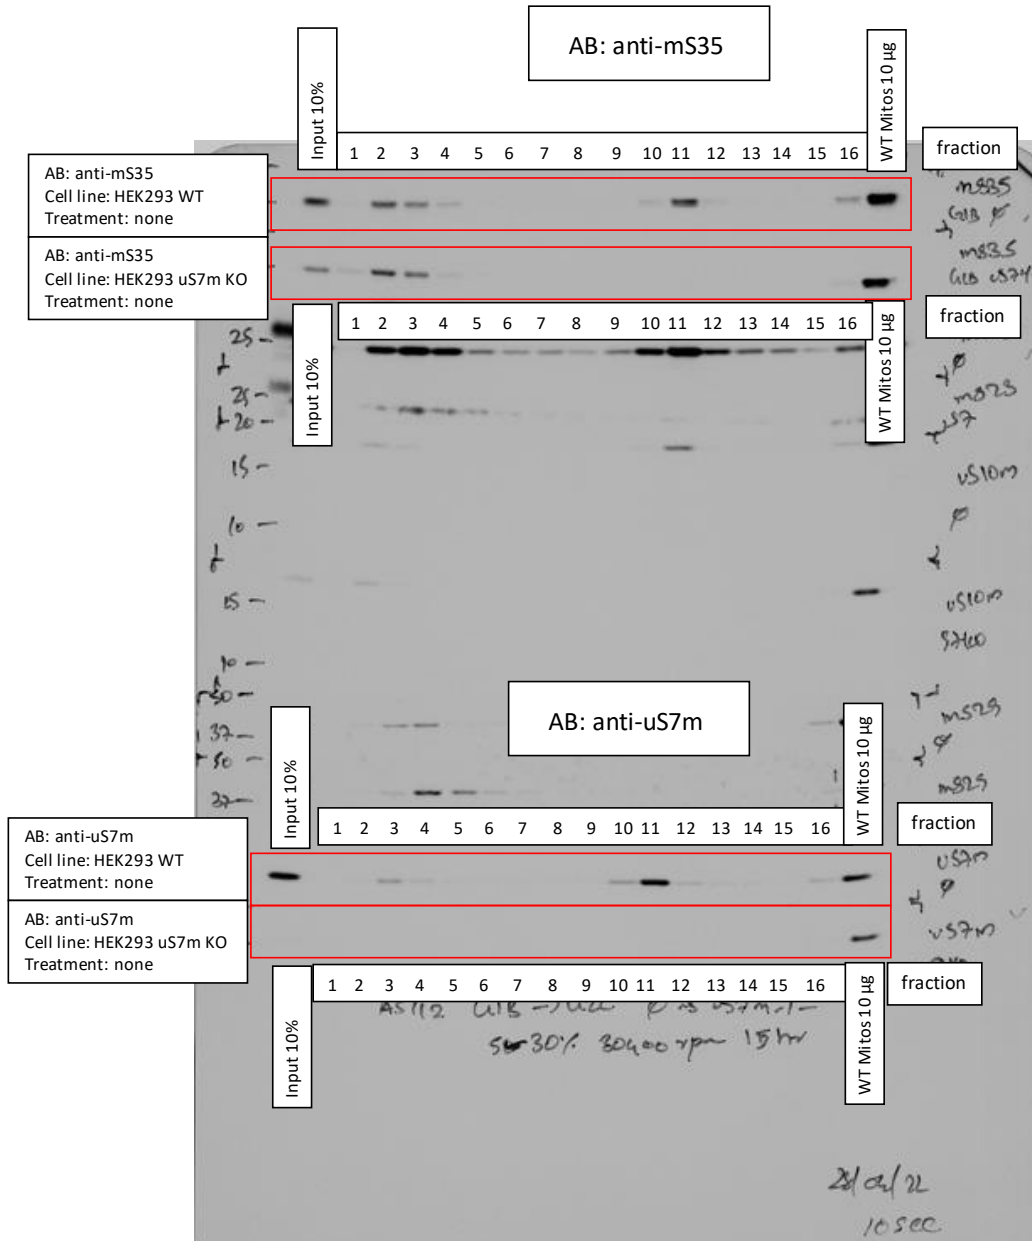 AB: anti-mS35
Input 10%
1 2 3 4 5 6 7 8 9 10 11 12 13 14 15 16
WT Mitos 10 µg
fraction
AB: anti-mS35
Cell line: HEK293 WT
Treatment: none
mS35
AB: anti-mS35
Cell line: HEK293 uS7m KO
Treatment: none
mS35
Input 10%
1 2 3 4 5 6 7 8 9 10 11 12 13 14 15 16
WT Mitos 10 µg
fraction
25
25
20
15
uS10m
10
15
uS10m
10
50
AB: anti-uS7m
mS29
37
50
37
mS29
Input 10%
1 2 3 4 5 6 7 8 9 10 11 12 13 14 15 16
WT Mitos 10 µg
fraction
AB: anti-uS7m
Cell line: HEK293 WT
Treatment: none
uS7m
AB: anti-uS7m
Cell line: HEK293 uS7m KO
Treatment: none
uS7m
Input 10%
1 2 3 4 5 6 7 8 9 10 11 12 13 14 15 16
WT Mitos 10 µg
fraction
30% 30400 rpm 15 hr
10 sec